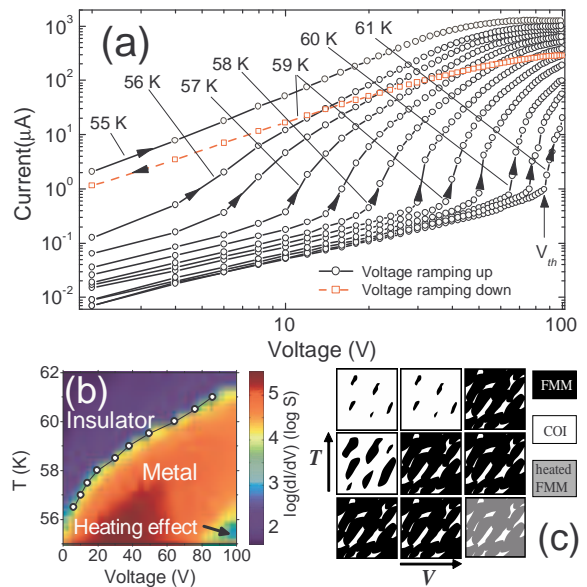 (a)
10³
10²
10¹
10⁰
10⁻¹
10⁻²
Current(μA)
55 K
56 K
57 K
58 K
59 K
60 K
61 K
V_th
Voltage ramping up
Voltage ramping down
10
100
Voltage (V)
(b)
62
60
58
56
T (K)
Insulator
Metal
Heating effect
0 20 40 60 80 100
Voltage (V)
5
4
3
2
log(dI/dV) (log S)
T
V
FMM
COI
heated
FMM
(c)